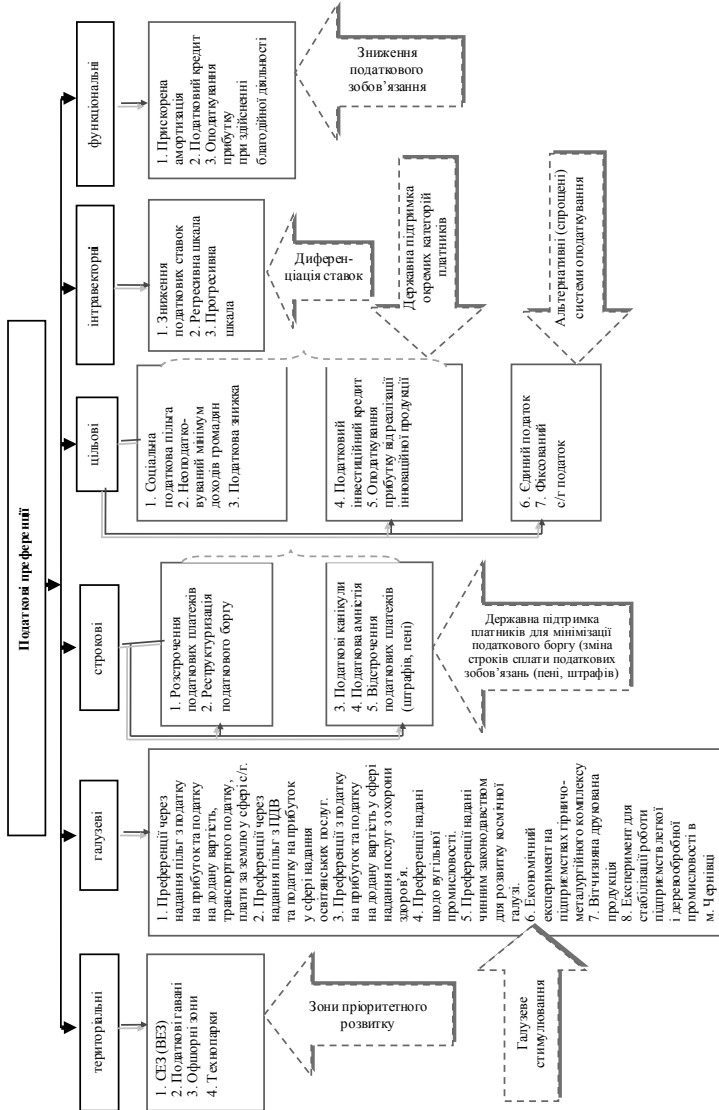 Податкові преференції
територіальні
галузеві
строкові
цільові
інтравекторні
функціональні
1. СЕЗ (ВЕЗ)
2. Податкові гавані
3. Офшорні зони
4. Технопарки
Зони пріоритетного
розвитку
1. Преференції через
надання пільг з податку
на прибуток та податку
на додану вартість,
транспортного податку,
плати за землю у сфері с/г.
2. Преференції через
надання пільг з ПДВ
та податку на прибуток
у сфері надання
освітянських послуг.
3. Преференції з податку
на прибуток та податку
на додану вартість у сфері
надання послуг з охорони
здоров'я.
4. Преференції надані
щодо вугільної
промисловості.
5. Преференції надані
чинним законодавством
для розвитку космічної
галузі.
6. Економічний
експеримент на
підприємствах гірничо-
металургійного комплексу
7. Вітчизняна друкована
продукція
8. Експеримент для
стабілізації роботи
підприємств легкої
і деревообробної
промисловості в
м. Чернівці
Галузеве
стимулювання
1. Розстрочення
податкових платежів
2. Реструктуризація
податкового боргу
3. Податкові канікули
4. Податкова амністія
5. Відстрочення
податкових платежів
(штрафів, пені)
Державна підтримка
платників для мінімізації
податкового боргу (зміна
строків сплати податкових
зобов'язань (пені, штрафів)
1. Соціальна
податкова пільга
2. Неоподатко-
вуваний мінімум
доходів громадян
3. Податкова знижка
4. Податковий
інвестиційний кредит
5. Оподаткування
прибутку від реалізації
інноваційної продукції
6. Єдиний податок
7. Фіксований
с/г податок
Державна підтримка
окремих категорій
платників
Альтернативні (спрощені)
системи оподаткування
1. Зниження
податкових ставок
2. Регресивна шкала
3. Прогресивна
шкала
Диферен-
ціація ставок
1. Прискорена
амортизація
2. Податковий кредит
3. Оподаткування
прибутку
при здійсненні
благодійної діяльності
Зниження
податкового
зобов'язання